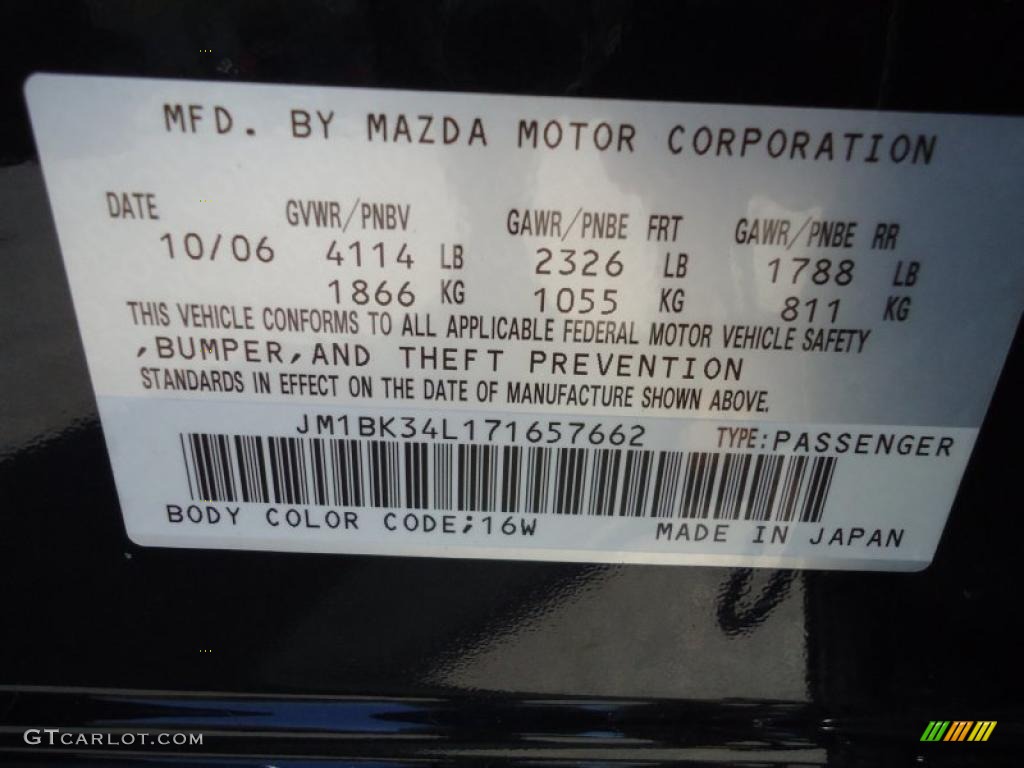 MFD. BY MAZDA MOTOR CORPORATION
DATE GVWR/PNBV GAWR/PNBE FRT GAWR/PNBE RR
10/06 4114 LB 2326 LB 1788 LB
1866 KG 1055 KG 811 KG
THIS VEHICLE CONFORMS TO ALL APPLICABLE FEDERAL MOTOR VEHICLE SAFETY
,BUMPER,AND THEFT PREVENTION
STANDARDS IN EFFECT ON THE DATE OF MANUFACTURE SHOWN ABOVE.
JM1BK34L171657662 TYPE:PASSENGER
BODY COLOR CODE;16W MADE IN JAPAN
GTCARLOT.COM